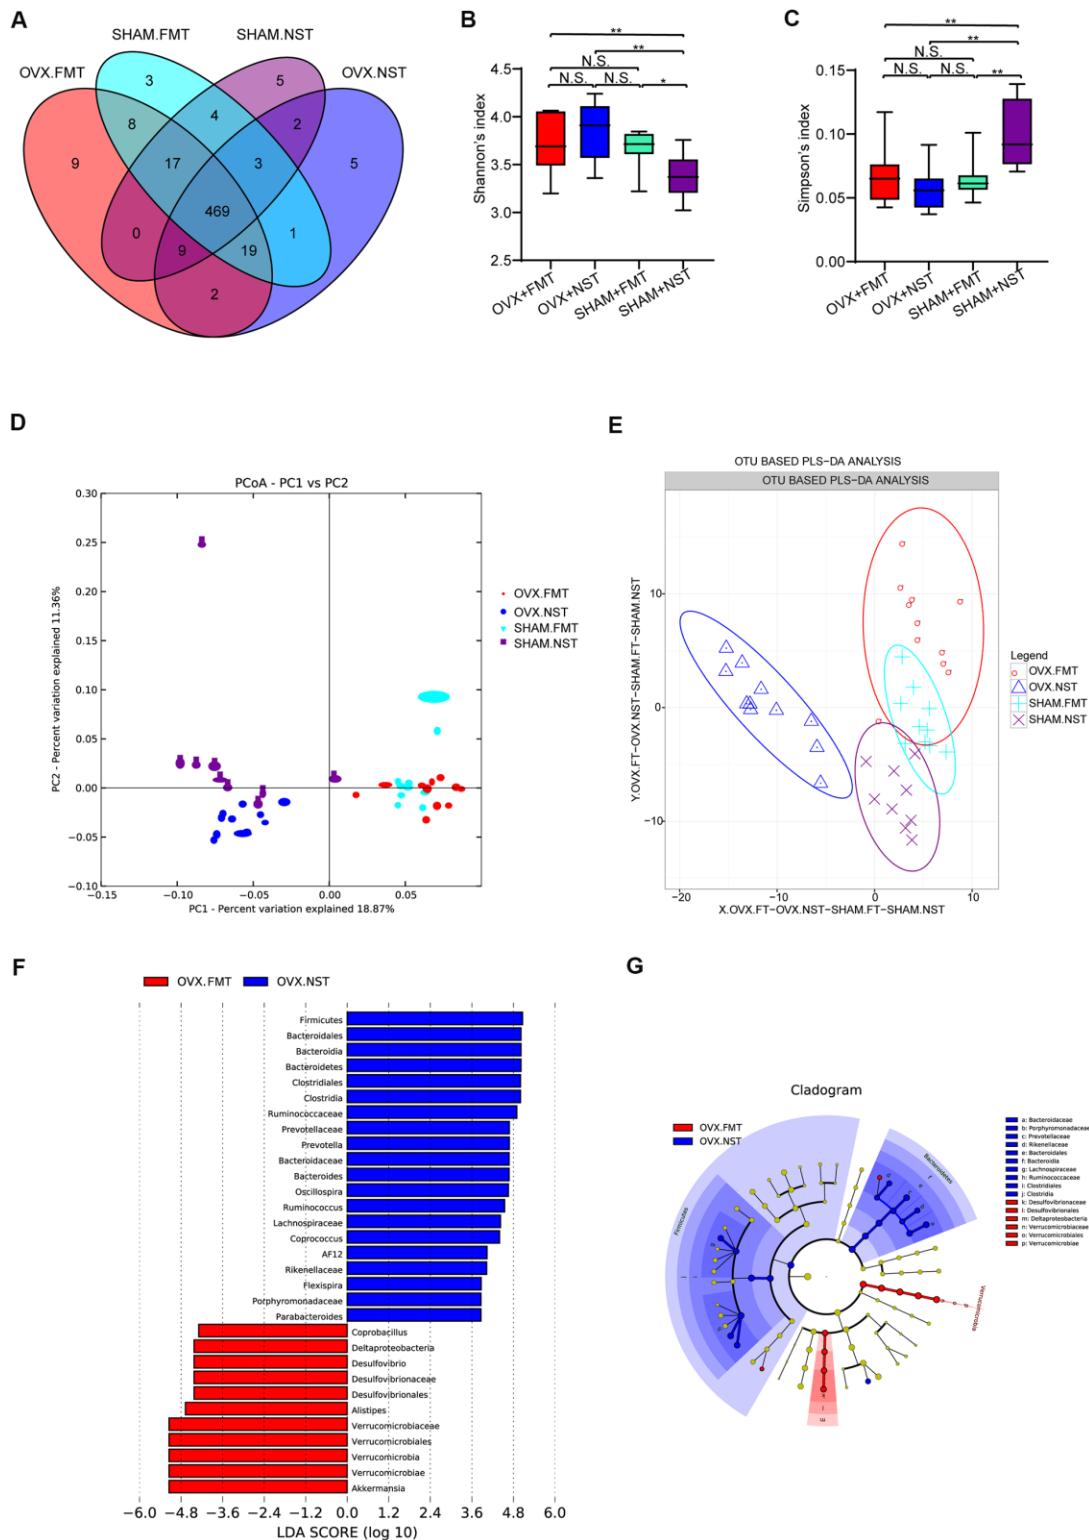 A
SHAM.FMT
SHAM.NST
OVX.FMT
OVX.NST
3
5
8
4
2
9
17
3
5
469
0
1
9
19
2
B
**
**
N.S.
N.S.
N.S.
*
Shannon's index
4.5
4.0
3.5
3.0
2.5
OVX+FMT
OVX+NST
SHAM+FMT
SHAM+NST
C
**
**
N.S.
N.S.
N.S.
**
Simpson's index
0.15
0.10
0.05
0.00
OVX+FMT
OVX+NST
SHAM+FMT
SHAM+NST
D
PCoA - PC1 vs PC2
PC2 - Percent variation explained 11.36%
0.30
0.25
0.20
0.15
0.10
0.05
0.00
−0.05
−0.10
−0.15
−0.10
−0.05
0.00
0.05
PC1 - Percent variation explained 18.87%
OVX.FMT
OVX.NST
SHAM.FMT
SHAM.NST
E
OTU BASED PLS−DA ANALYSIS
OTU BASED PLS−DA ANALYSIS
Y.OVX.FT−OVX.NST−SHAM.FT−SHAM.NST
10
0
−10
−20
−10
0
10
X.OVX.FT−OVX.NST−SHAM.FT−SHAM.NST
Legend
OVX.FMT
OVX.NST
SHAM.FMT
SHAM.NST
F
OVX.FMT
OVX.NST
Firmicutes
Bacteroidales
Bacteroidia
Bacteroidetes
Clostridiales
Clostridia
Ruminococcaceae
Prevotellaceae
Prevotella
Bacteroidaceae
Bacteroides
Oscillospira
Ruminococcus
Lachnospiraceae
Coprococcus
AF12
Rikenellaceae
Flexispira
Porphyromonadaceae
Parabacteroides
Coprobacillus
Deltaproteobacteria
Desulfovibrio
Desulfovibrionaceae
Desulfovibrionales
Alistipes
Verrucomicrobiaceae
Verrucomicrobiales
Verrucomicrobia
Verrucomicrobiae
Akkermansia
−6.0 −4.8 −3.6 −2.4 −1.2 0.0 1.2 2.4 3.6 4.8 6.0
LDA SCORE (log 10)
G
Cladogram
OVX.FMT
OVX.NST
Firmicutes
Bacteroidetes
Verrucomicrobia
a: Bacteroidaceae
b: Porphyromonadaceae
c: Prevotellaceae
d: Rikenellaceae
e: Bacteroidales
f: Bacteroidia
g: Lachnospiraceae
h: Ruminococcaceae
i: Clostridiales
j: Clostridia
k: Desulfovibrionaceae
l: Desulfovibrionales
m: Deltaproteobacteria
n: Verrucomicrobiaceae
o: Verrucomicrobiales
p: Verrucomicrobiae